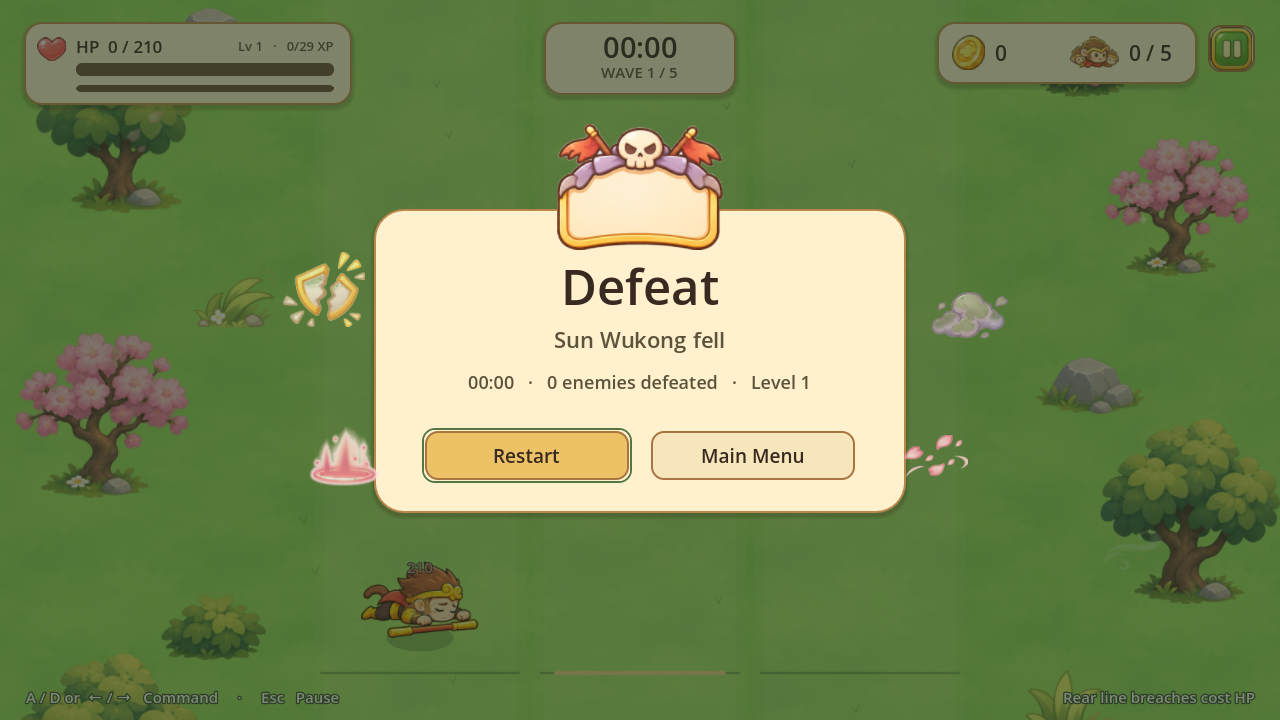 HP 0 / 210
Lv 1 · 0/29 XP
00:00
WAVE 1 / 5
0
0 / 5
Defeat
Sun Wukong fell
00:00 · 0 enemies defeated · Level 1
Restart
Main Menu
210
A / D or ← / → Command · Esc Pause
Rear line breaches cost HP